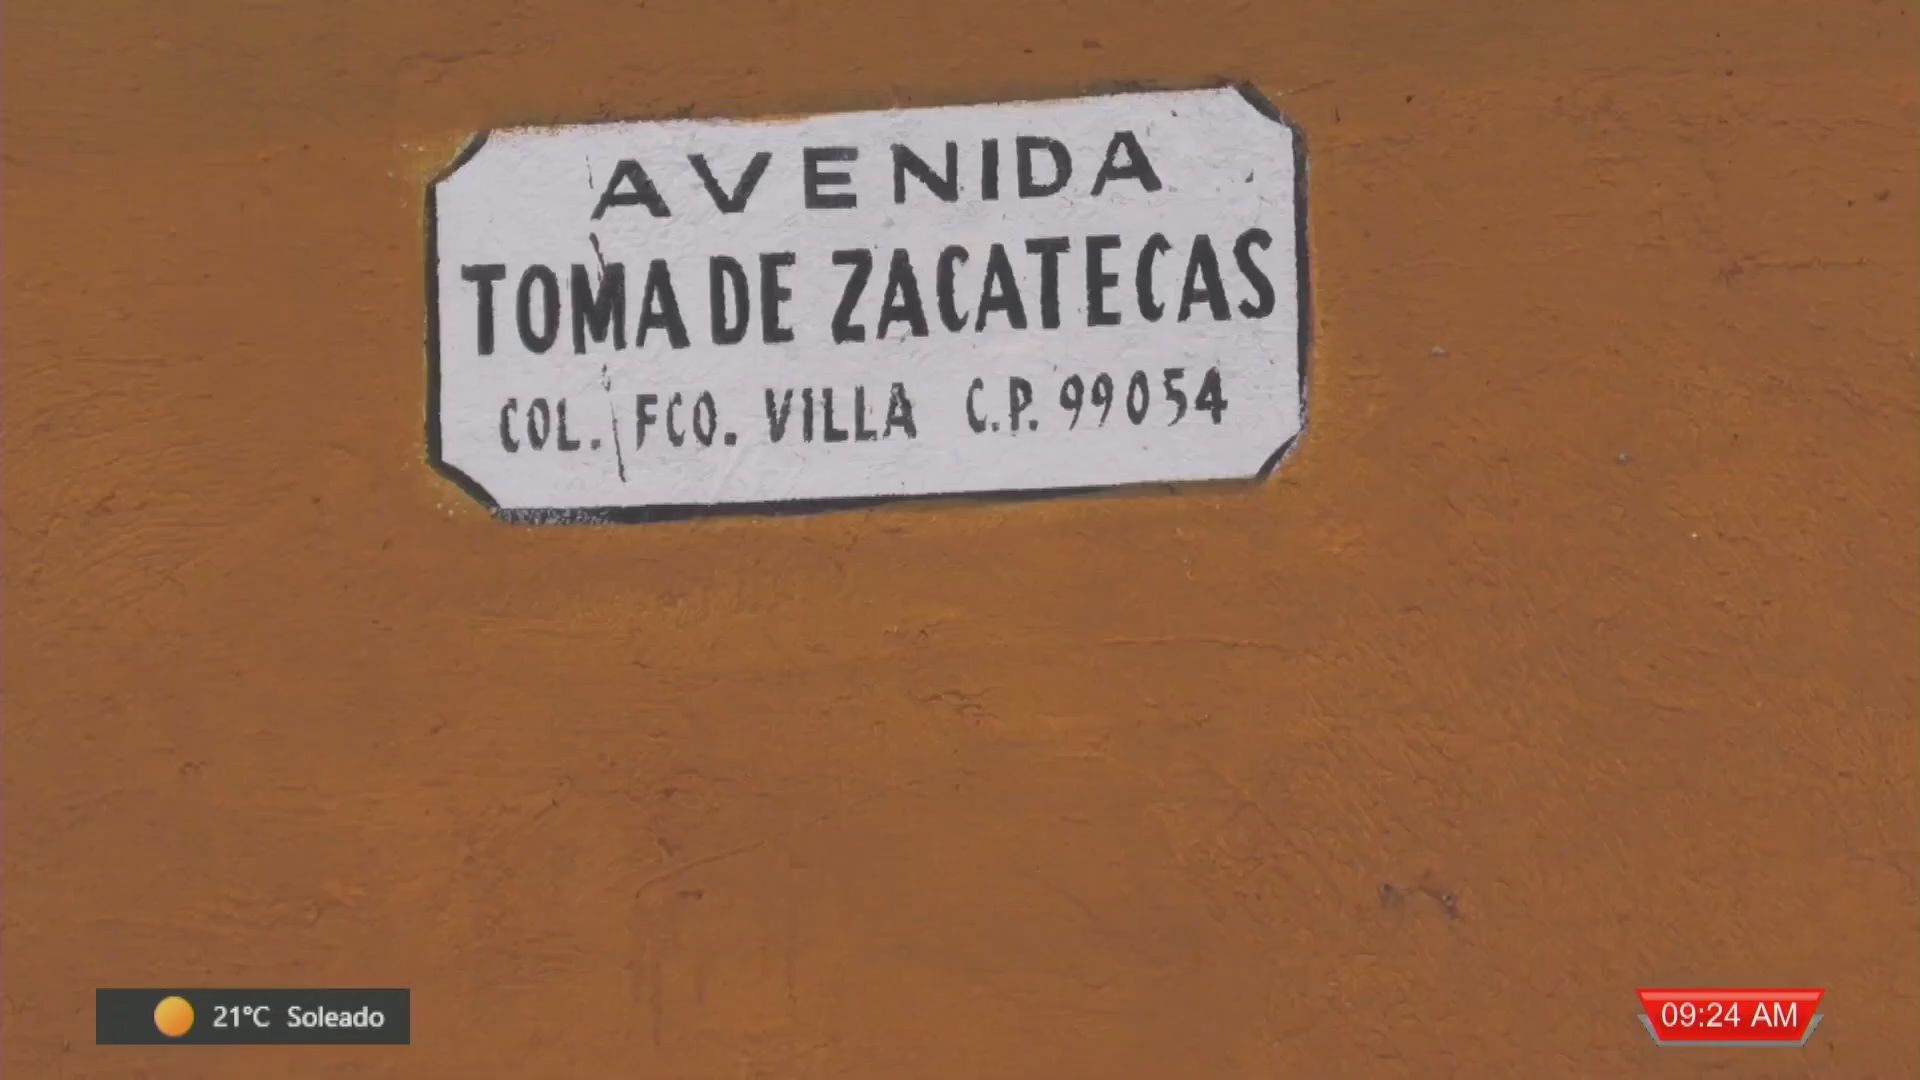 AVENIDA
TOMA DE ZACATECAS
COL. FCO. VILLA C.P. 99054
21°C Soleado
09:24 AM